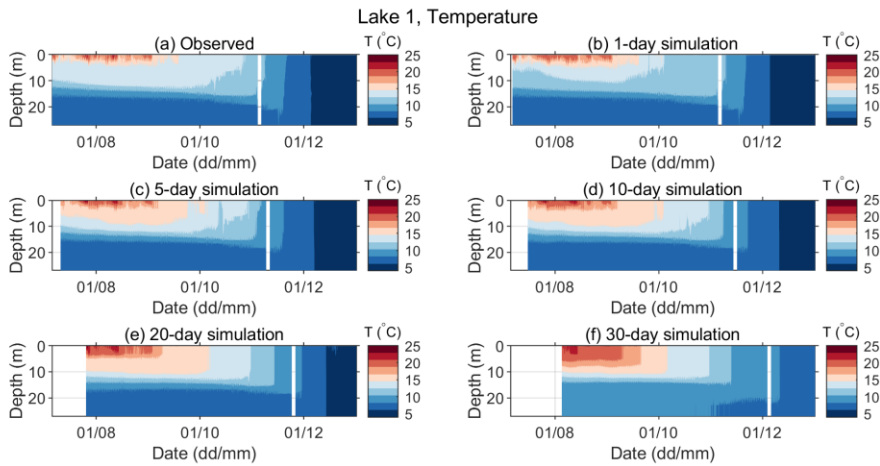 Lake 1, Temperature
(a) Observed
T (°C)
Depth (m)
0
10
20
01/08
01/10
01/12
Date (dd/mm)
25
20
15
10
5
(b) 1-day simulation
T (°C)
Depth (m)
0
10
20
01/08
01/10
01/12
Date (dd/mm)
25
20
15
10
5
(c) 5-day simulation
T (°C)
Depth (m)
0
10
20
01/08
01/10
01/12
Date (dd/mm)
25
20
15
10
5
(d) 10-day simulation
T (°C)
Depth (m)
0
10
20
01/08
01/10
01/12
Date (dd/mm)
25
20
15
10
5
(e) 20-day simulation
T (°C)
Depth (m)
0
10
20
01/08
01/10
01/12
Date (dd/mm)
25
20
15
10
5
(f) 30-day simulation
T (°C)
Depth (m)
0
10
20
01/08
01/10
01/12
Date (dd/mm)
25
20
15
10
5